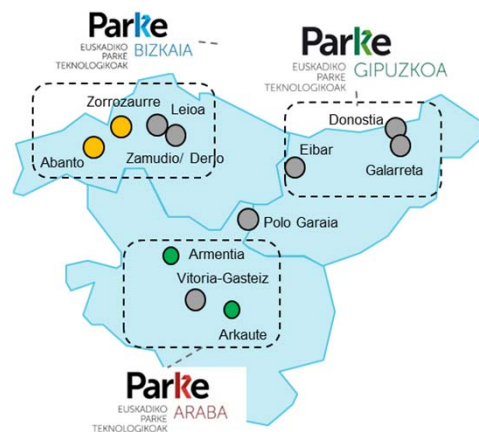 Parke
EUSKADIKO
PARKE
TEKNOLOGIKOAK
BIZKAIA
Parke
EUSKADIKO
PARKE
TEKNOLOGIKOAK
GIPUZKOA
Zorrozaurre
Leioa
Abanto
Zamudio/ Derio
Donostia
Eibar
Galarreta
Polo Garaia
Armentia
Vitoria-Gasteiz
Arkaute
Parke
EUSKADIKO
PARKE
TEKNOLOGIKOAK
ARABA